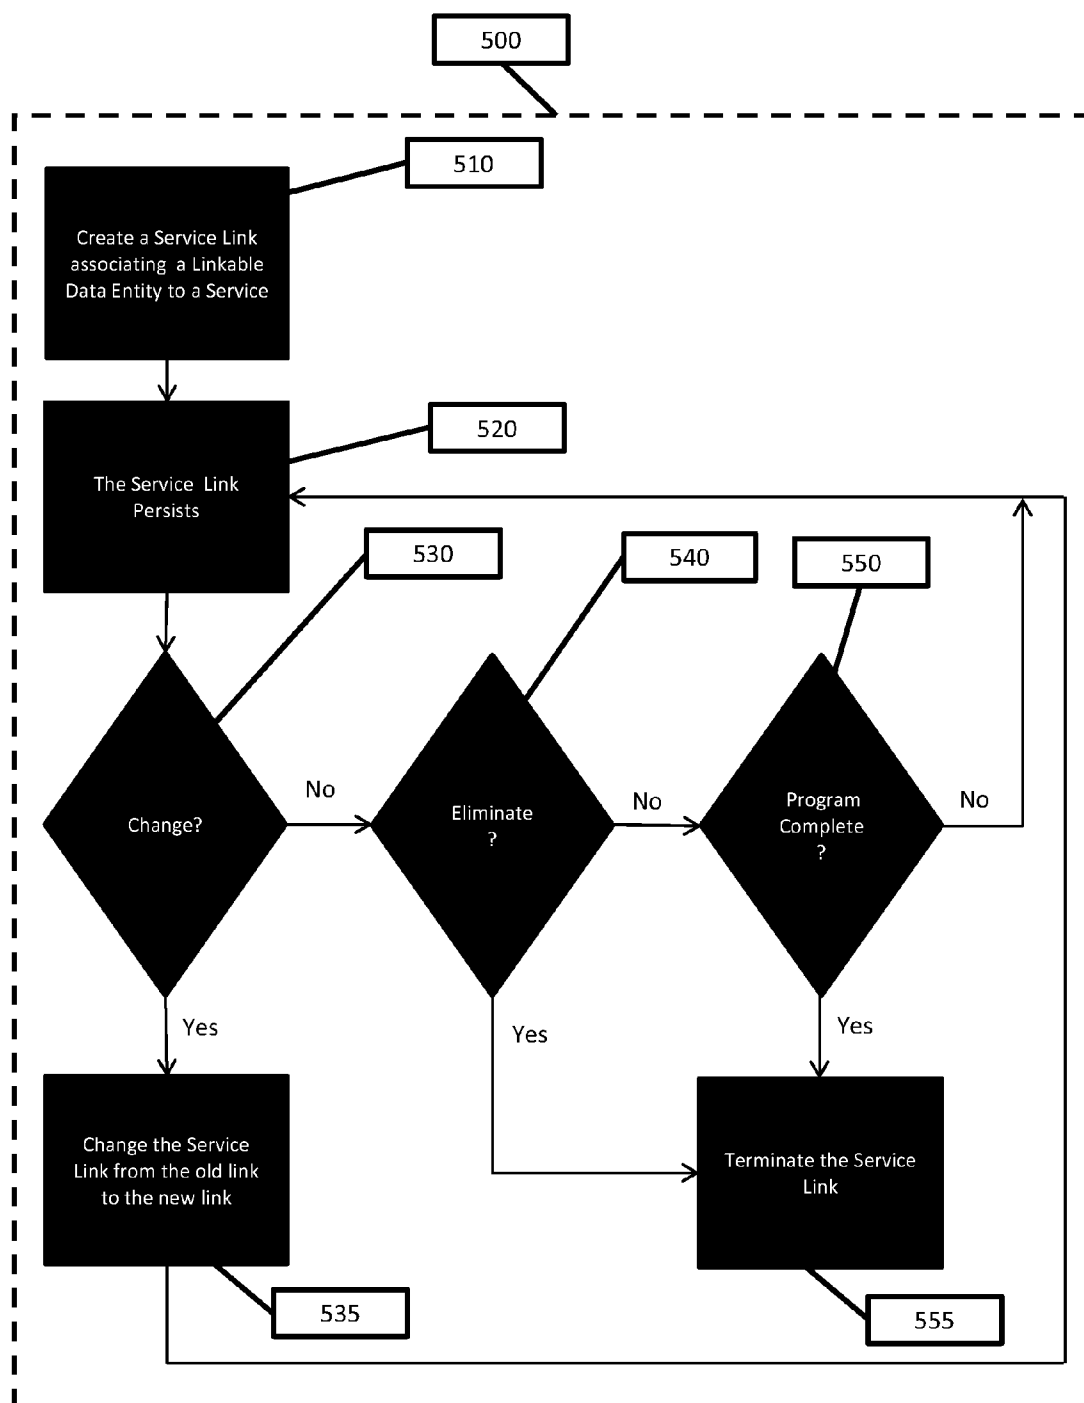 500
510
Create a Service Link
associating a Linkable
Data Entity to a Service
520
The Service Link
Persists
530
540
550
Change?
No
Eliminate
?
No
Program
Complete
?
No
Yes
Yes
Yes
Change the Service
Link from the old link
to the new link
Terminate the Service
Link
535
555